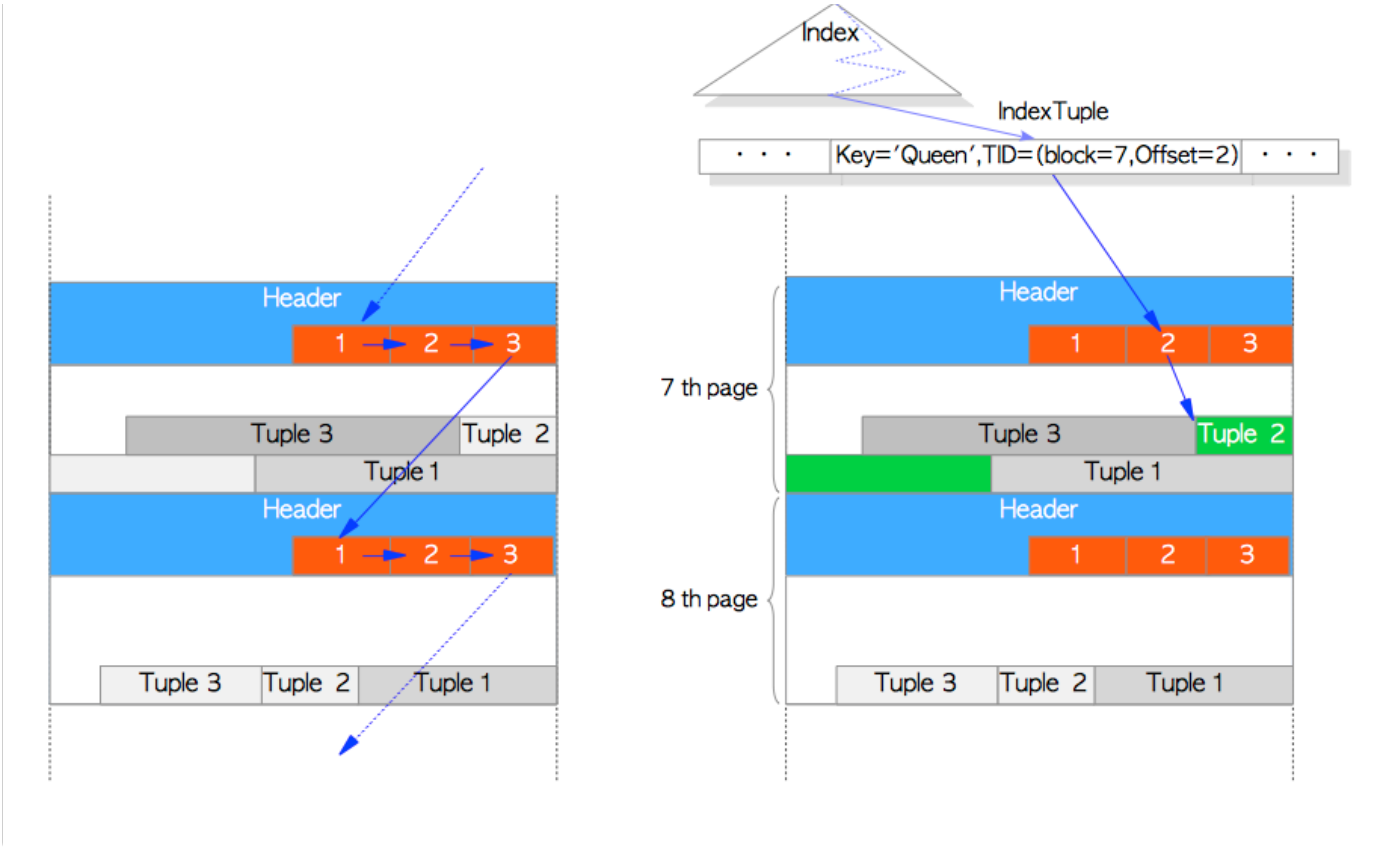 Index
IndexTuple
· · · Key='Queen',TID=(block=7,Offset=2) · · ·
Header
1 2 3
Tuple 3 Tuple 2
Tuple 1
Header
1 2 3
Tuple 3 Tuple 2 Tuple 1
7 th page
8 th page
Header
1 2 3
Tuple 3 Tuple 2
Tuple 1
Header
1 2 3
Tuple 3 Tuple 2 Tuple 1